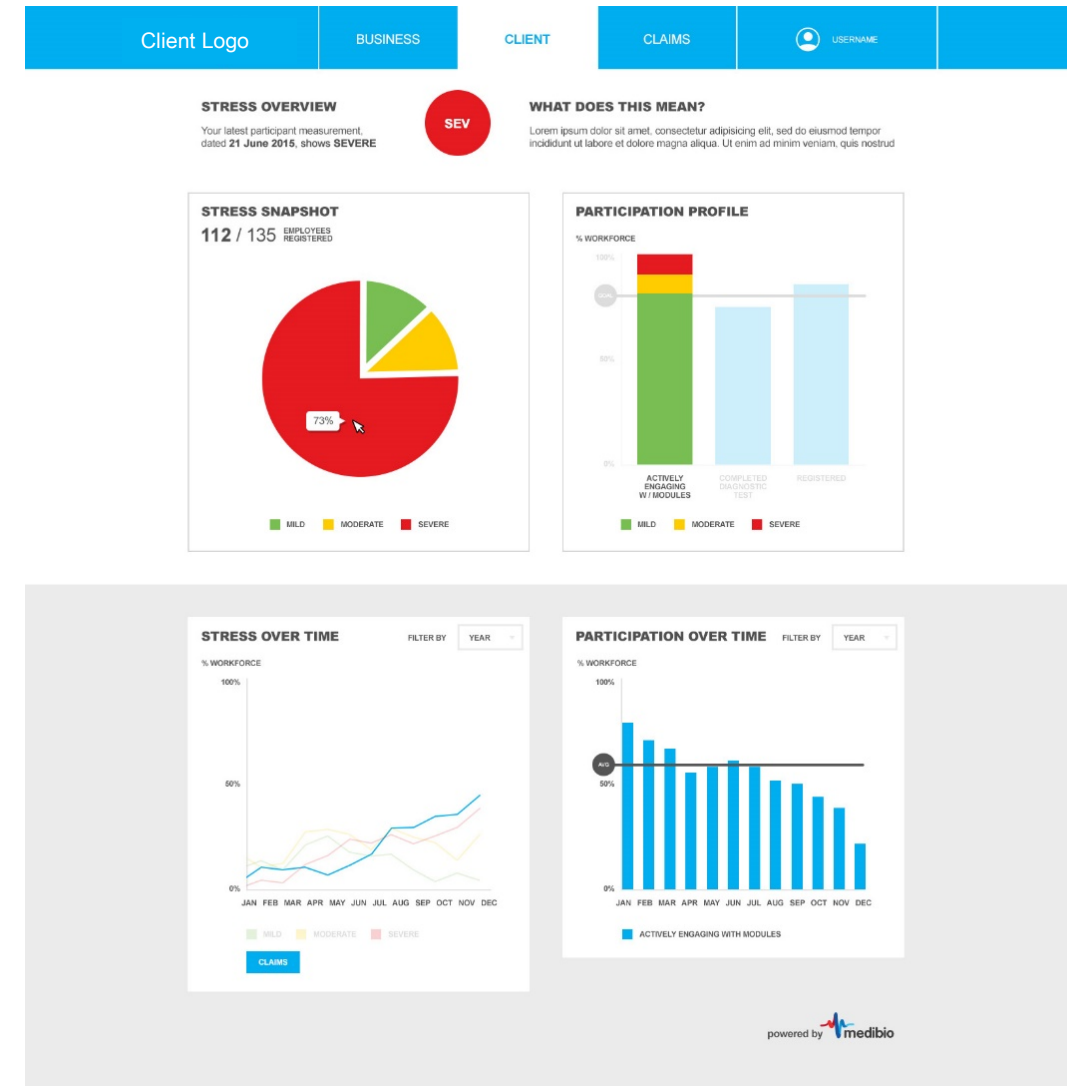 Client Logo
BUSINESS
CLIENT
CLAIMS
USERNAME
STRESS OVERVIEW
Your latest participant measurement,
dated 21 June 2015, shows SEVERE
SEV
WHAT DOES THIS MEAN?
Lorem ipsum dolor sit amet, consectetur adipisicing elit, sed do eiusmod tempor
incididunt ut labore et dolore magna aliqua. Ut enim ad minim veniam, quis nostrud
STRESS SNAPSHOT
112 / 135 EMPLOYEES
REGISTERED
73%
MILD MODERATE SEVERE
PARTICIPATION PROFILE
% WORKFORCE
100%
GOAL
50%
0%
ACTIVELY
ENGAGING
W / MODULES
COMPLETED
DIAGNOSTIC
TEST
REGISTERED
MILD MODERATE SEVERE
STRESS OVER TIME
FILTER BY YEAR
% WORKFORCE
100%
50%
0%
JAN FEB MAR APR MAY JUN JUL AUG SEP OCT NOV DEC
MILD MODERATE SEVERE
CLAIMS
PARTICIPATION OVER TIME
FILTER BY YEAR
% WORKFORCE
100%
AVG
50%
0%
JAN FEB MAR APR MAY JUN JUL AUG SEP OCT NOV DEC
ACTIVELY ENGAGING WITH MODULES
powered by medibio